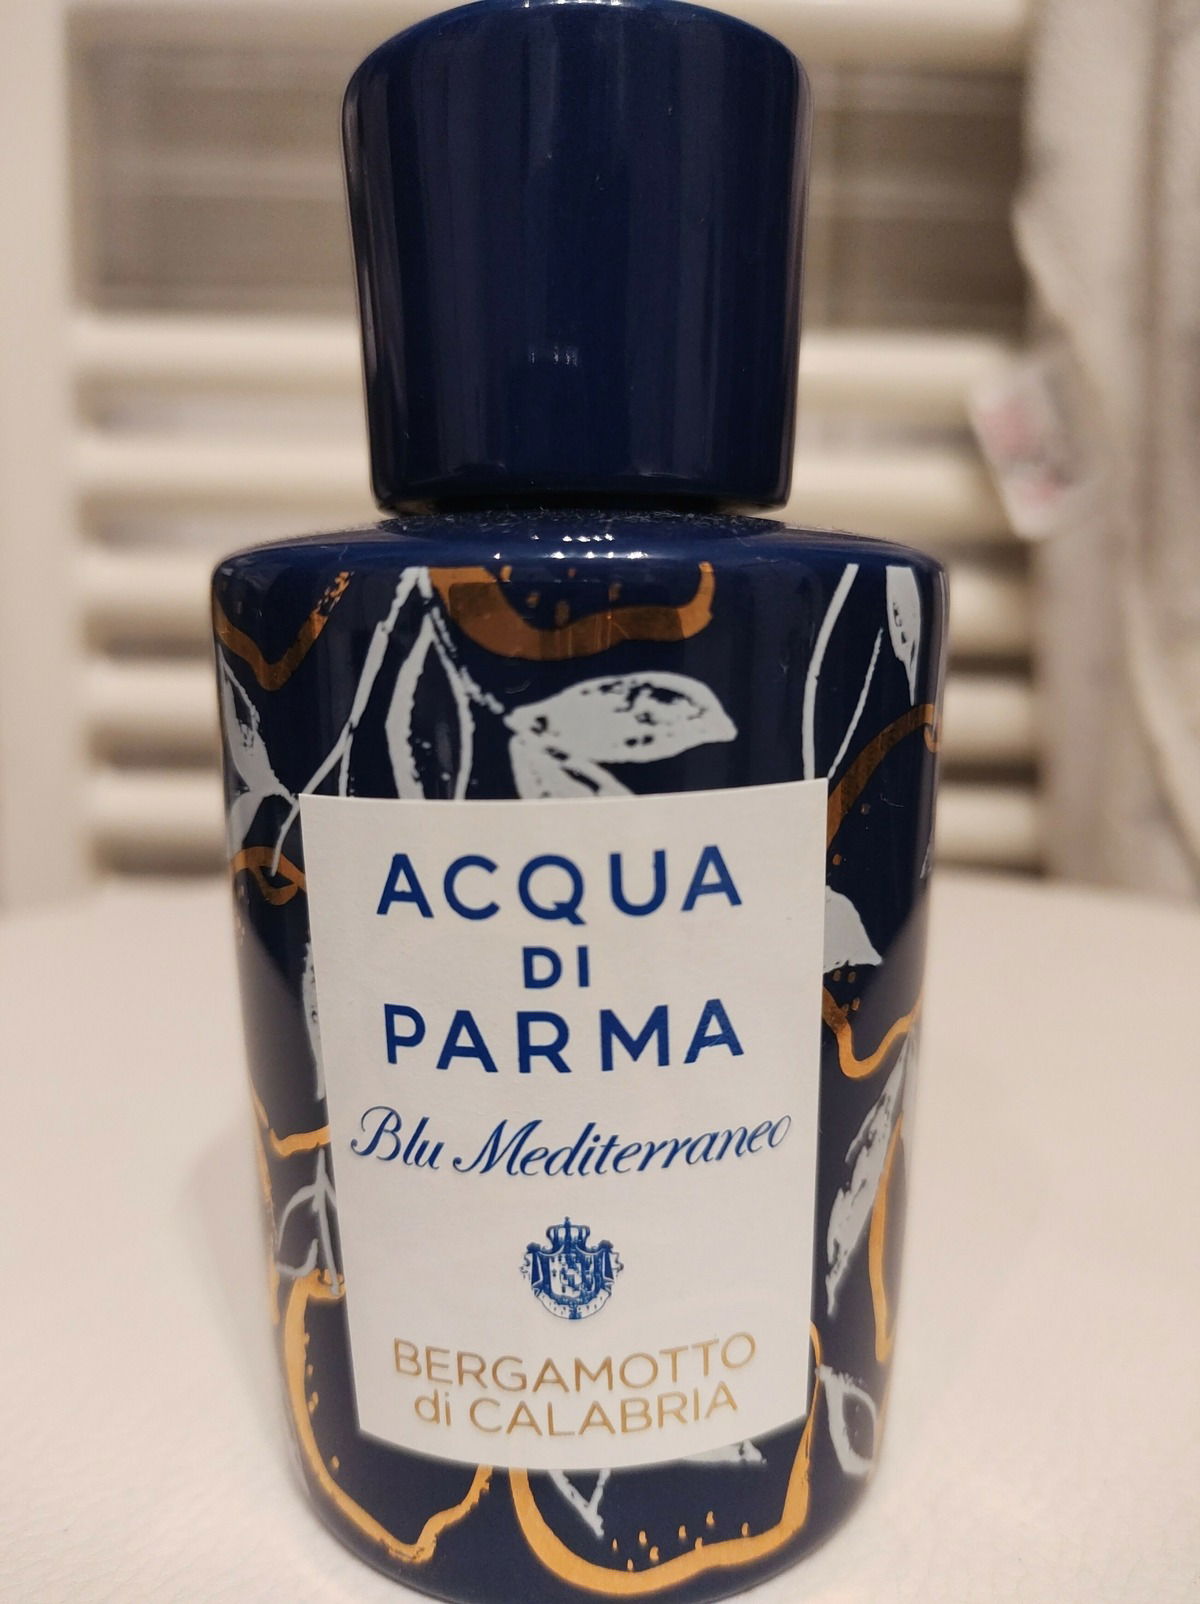 ACQUA
DI
PARMA
Blu Mediterraneo
BERGAMOTTO
di CALABRIA